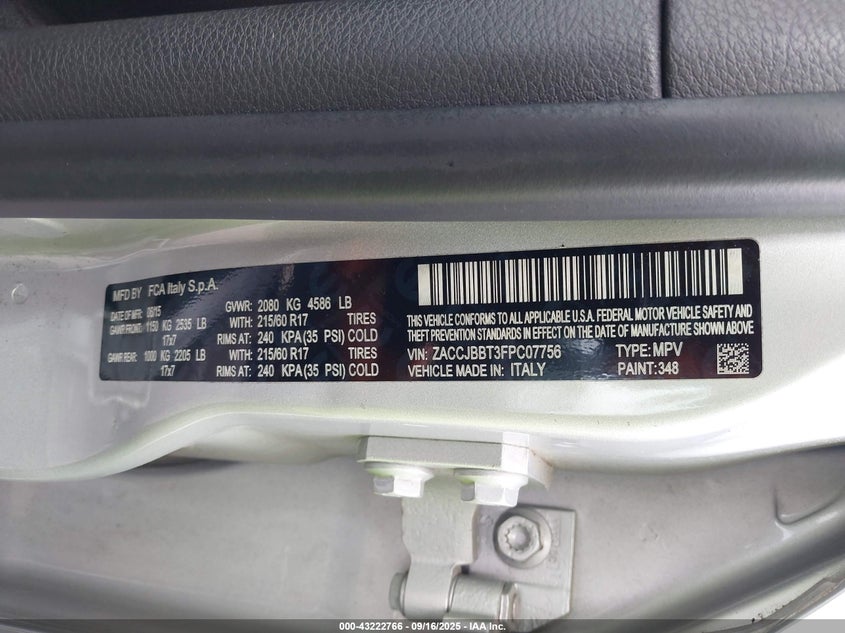 MFD BY FCA Italy S.p.A.
DATE OF MFR 06/15 GVWR: 2080 KG 4586 LB
GAWR FRONT: 1150 KG 2535 LB WITH: 215/60 R17 TIRES
17x7 RIMS AT: 240 KPA(35 PSI) COLD
GAWR REAR: 1000 KG 2205 LB WITH: 215/60 R17 TIRES
17x7 RIMS AT: 240 KPA(35 PSI) COLD
THIS VEHICLE CONFORMS TO ALL APPLICABLE U.S.A. FEDERAL MOTOR VEHICLE SAFETY AND
THEFT PREVENTION STANDARDS IN EFFECT ON THE DATE OF MANUFACTURE SHOWN ABOVE
VIN: ZACCJBBT3FPC07756 TYPE: MPV
VEHICLE MADE IN: ITALY PAINT: 348
000-43222766 - 09/16/2025 - IAA Inc.